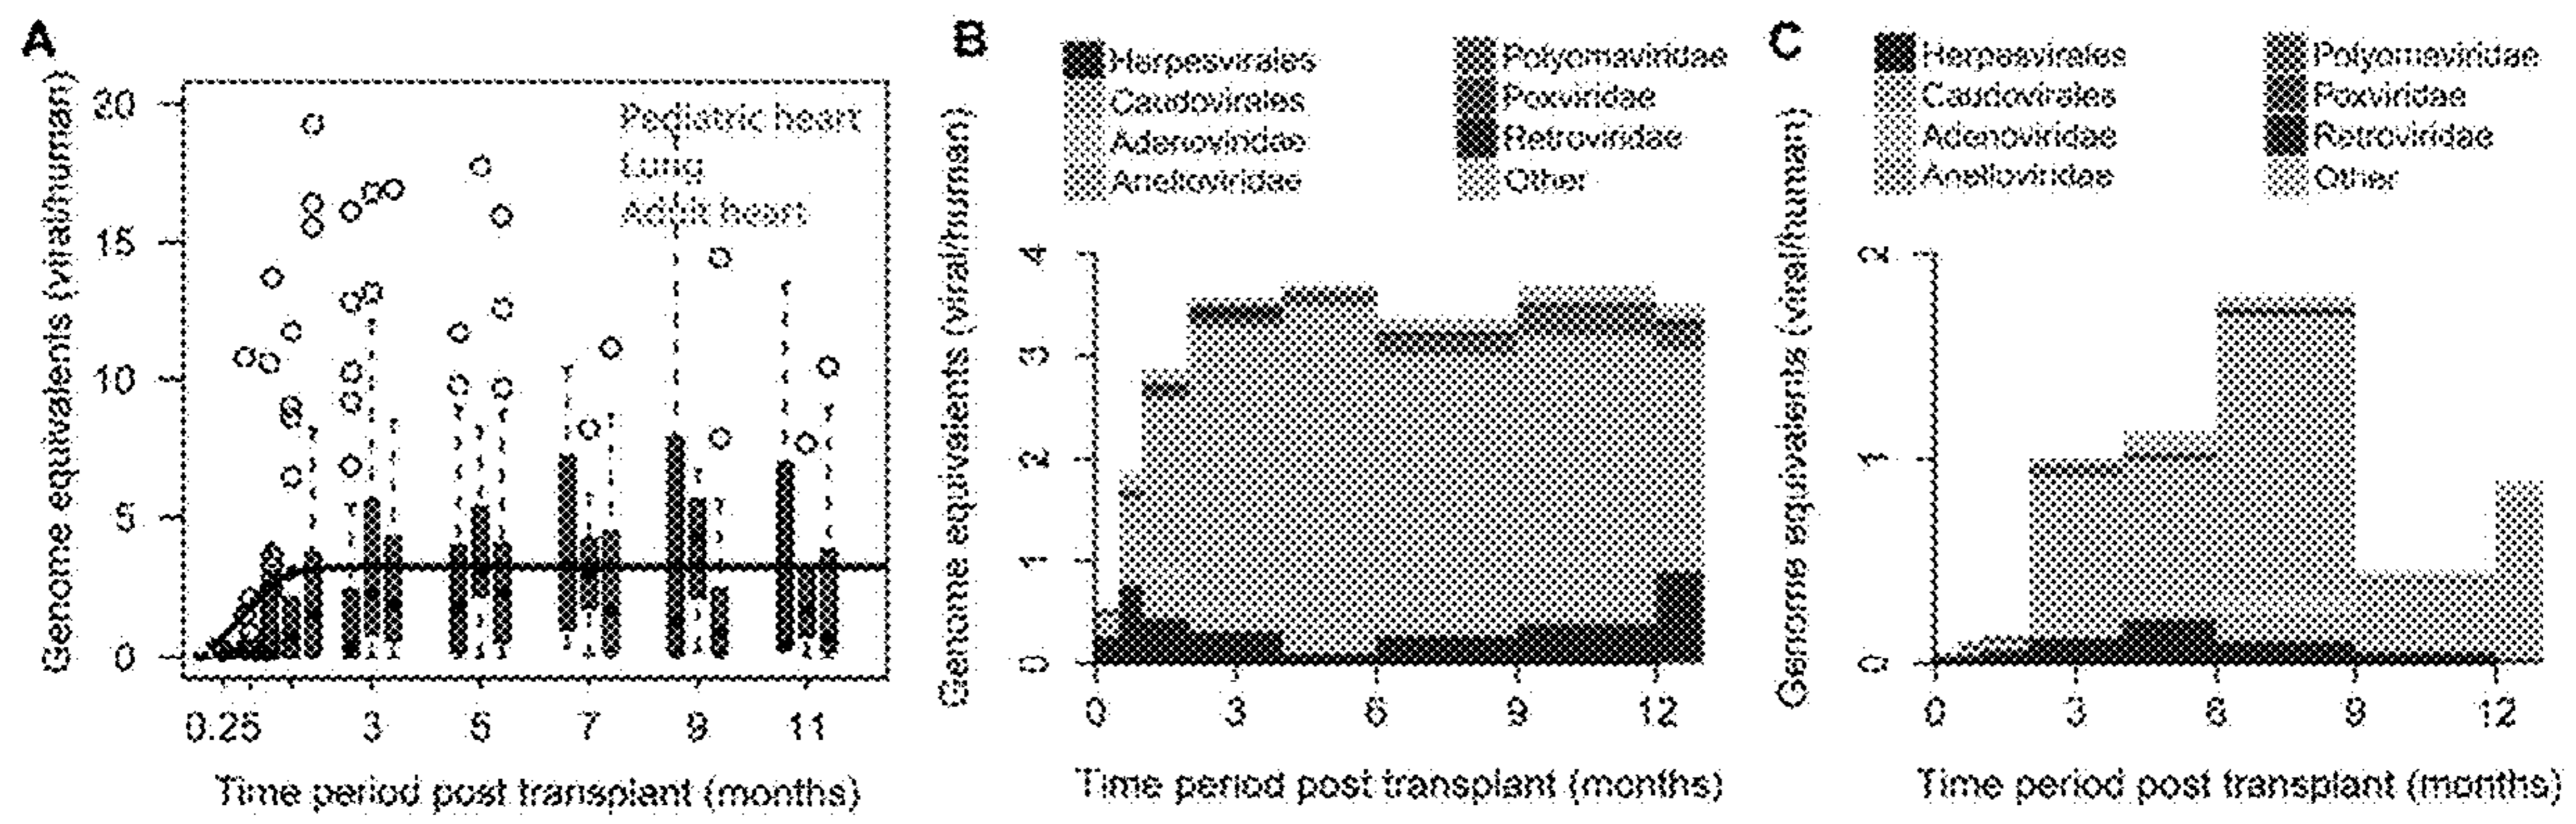 A
Genome equivalents (viral/human)
20
15
10
5
0
Pediatric heart
Lung
Adult heart
0.25 3 5 7 9 11
Time period post transplant (months)
B
Herpesvirales
Caudovirales
Adenoviridae
Anelloviridae
Polyomaviridae
Poxviridae
Retroviridae
Other
Genome equivalents (viral/human)
4
3
2
1
0
0 3 6 9 12
Time period post transplant (months)
C
Herpesvirales
Caudovirales
Adenoviridae
Anelloviridae
Polyomaviridae
Poxviridae
Retroviridae
Other
Genome equivalents (viral/human)
2
1
0
0 3 6 9 12
Time period post transplant (months)